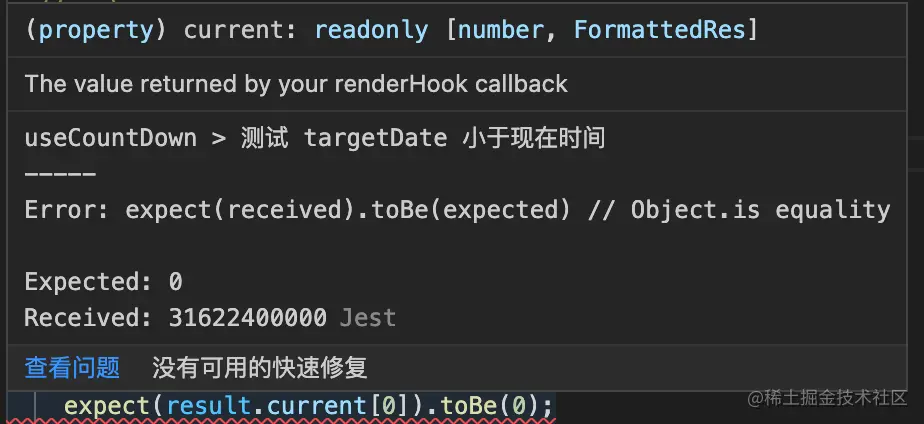 (property) current: readonly [number, FormattedRes]
The value returned by your renderHook callback
useCountDown > 测试 targetDate 小于现在时间
-----
Error: expect(received).toBe(expected) // Object.is equality
Expected: 0
Received: 31622400000 Jest
查看问题 没有可用的快速修复
expect(result.current[0]).toBe(0);
@稀土掘金技术社区